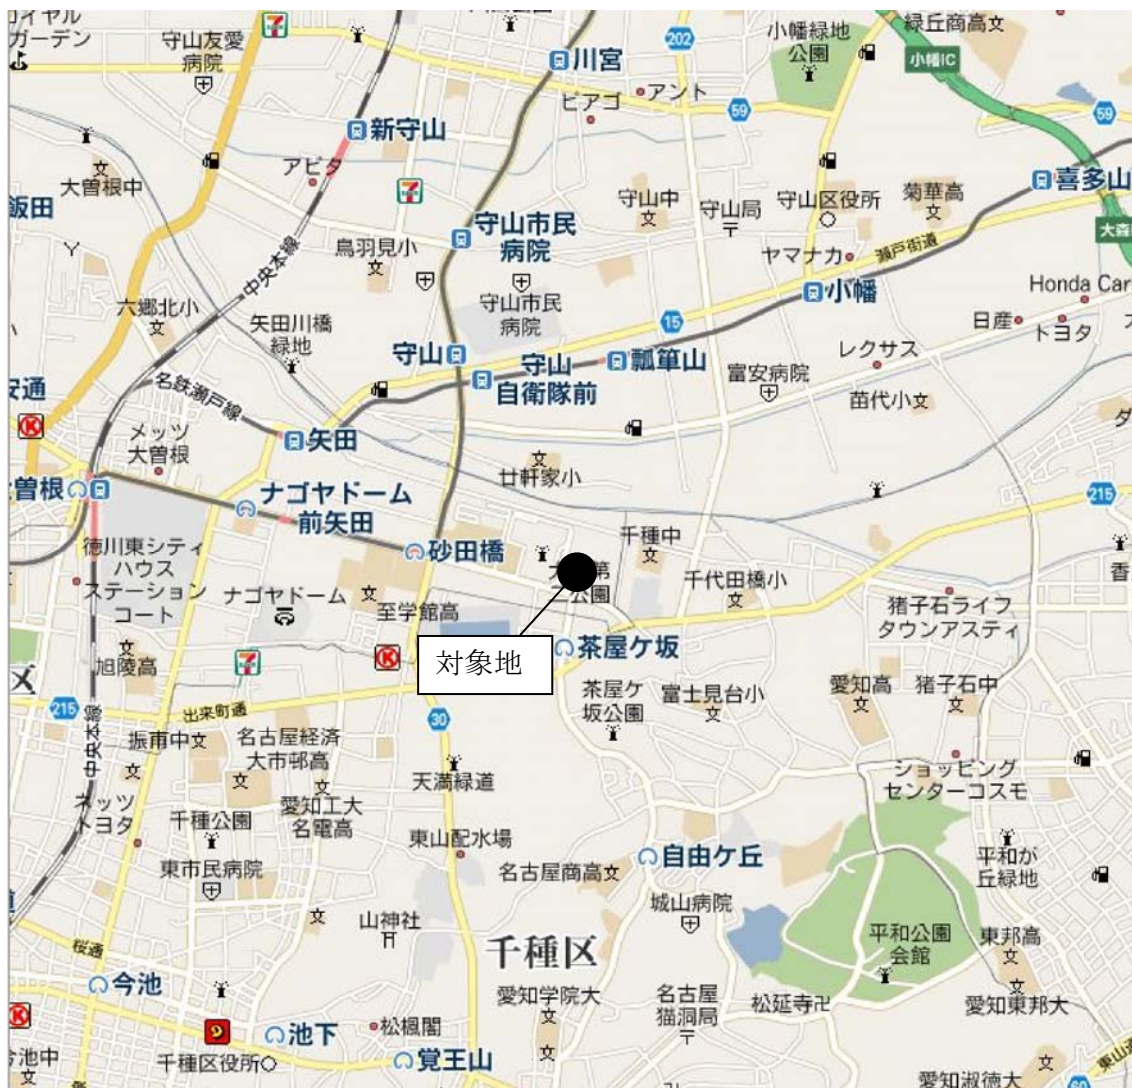 イヤル
ガーデン
守山友愛
病院
川宮
202
小幡緑地
公園
緑丘商高
小幡IC
ピアゴ
アント
59
59
新守山
大曽根中
アピタ
飯田
守山市民
病院
守山中
守山局
守山区役所
菊華高
喜多山
大森
ヤマナカ
瀬戸街道
中央本線
鳥羽見小
六郷北小
矢田川橋
緑地
守山市民
病院
小幡
Honda Car
日産
トヨタ
15
守山
守山
自衛隊前
瓢箪山
レクサス
富安病院
苗代小
安通
名鉄瀬戸線
メッツ
大曽根
矢田
廿軒家小
曽根
ナゴヤドーム
前矢田
215
砂田橋
千種中
徳川東シティ
ハウス
ステーション
コート
ナゴヤドーム
至学館高
第
二公園
千代田橋小
香
猪子石ライフ
タウンアスティ
対象地
茶屋ケ坂
旭陵高
区
215
出来町通
30
茶屋ケ
坂公園
富士見台小
愛知高
猪子石中
中央本線
振甫中
名古屋経済
大市邨高
天満緑道
ショッピング
センターコスモ
ネッツ
トヨタ
愛知工大
名電高
千種公園
東山配水場
東市民病院
名古屋商高
自由ケ丘
平和が
丘緑地
城山病院
山神社
千種区
平和公園
会館
東邦高
桜通
今池
愛知学院大
名古屋
猫洞局
松延寺
愛知東邦大
池下
松楓閣
今池中
千種区役所
覚王山
東山通
愛知淑徳大